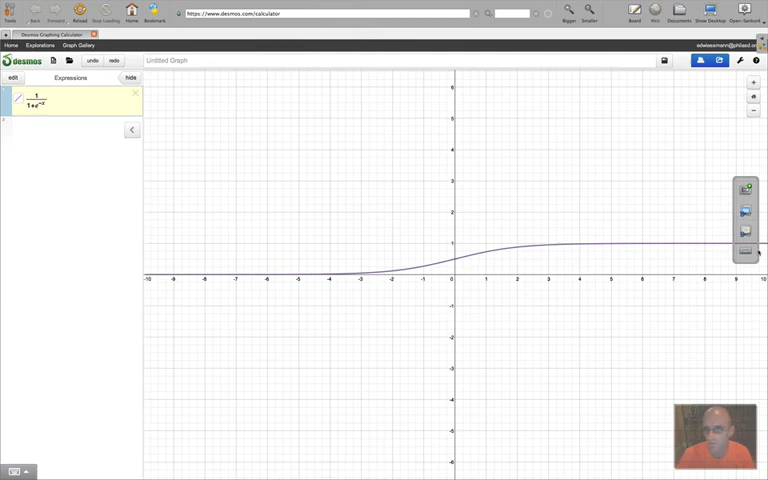 Tools Back Forward Reload Stop Loading Home Bookmark https://www.desmos.com/calculator Bigger Smaller Board Web Documents Show Desktop Open-Sankoré
Desmos Graphing Calculator
Home Explorations Graph Gallery
desmos undo redo Untitled Graph
edit Expressions hide
1
1+e^-x
2
6
5
4
3
2
1
-10 -9 -8 -7 -6 -5 -4 -3 -2 -1 0 1 2 3 4 5 6 7 8 9 10
-1
-2
-3
-4
-5
-6